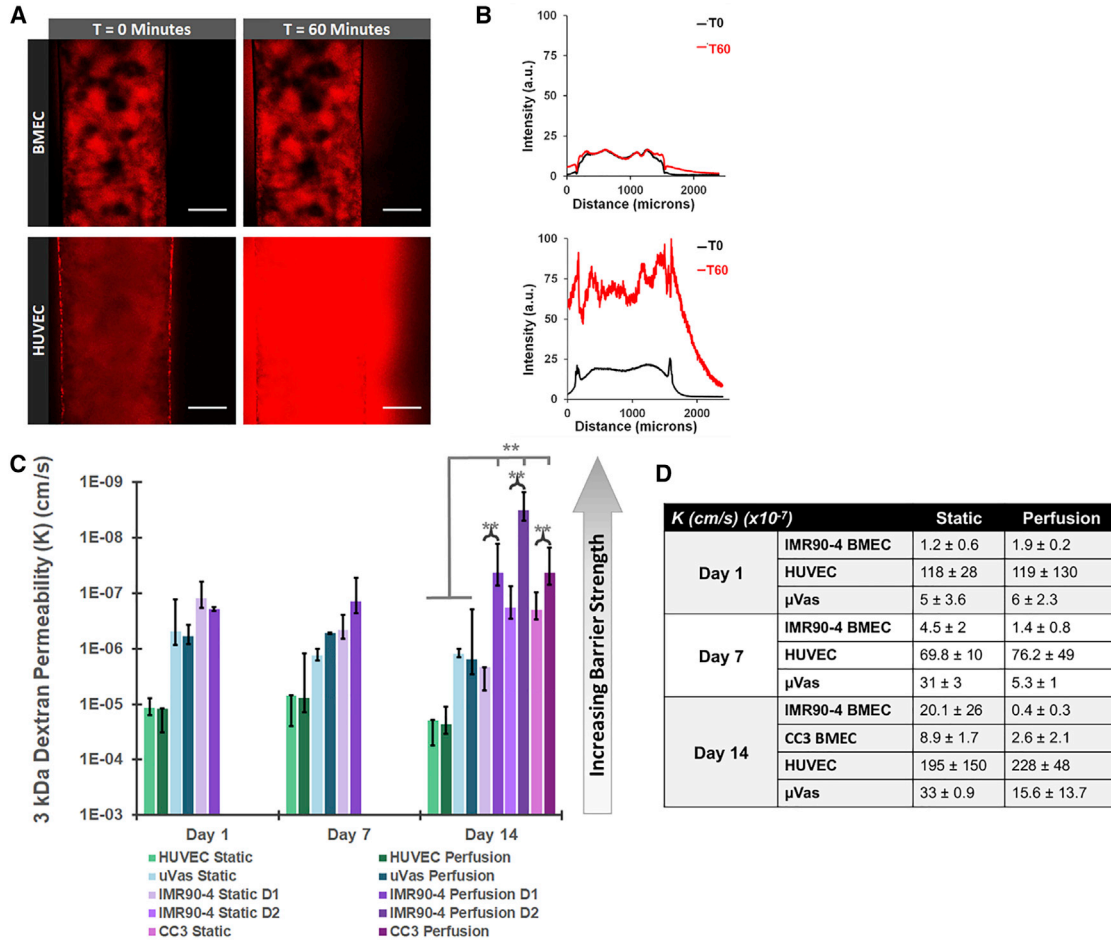 A
T = 0 Minutes
T = 60 Minutes
BMEC
HUVEC
B
Intensity (a.u.)
100
75
50
25
0
T0
T60
0
1000
2000
Distance (microns)
Intensity (a.u.)
100
75
50
25
0
T0
T60
0
1000
2000
Distance (microns)
C
3 kDa Dextran Permeability (K) (cm/s)
1E-09
1E-08
1E-07
1E-06
1E-05
1E-04
1E-03
**
**
**
**
Day 1
Day 7
Day 14
Increasing Barrier Strength
HUVEC Static
HUVEC Perfusion
uVas Static
uVas Perfusion
IMR90-4 Static D1
IMR90-4 Perfusion D1
IMR90-4 Static D2
IMR90-4 Perfusion D2
CC3 Static
CC3 Perfusion
D
K (cm/s) (x10-7) Static Perfusion
Day 1
IMR90-4 BMEC 1.2 ± 0.6 1.9 ± 0.2
HUVEC 118 ± 28 119 ± 130
µVas 5 ± 3.6 6 ± 2.3
Day 7
IMR90-4 BMEC 4.5 ± 2 1.4 ± 0.8
HUVEC 69.8 ± 10 76.2 ± 49
µVas 31 ± 3 5.3 ± 1
Day 14
IMR90-4 BMEC 20.1 ± 26 0.4 ± 0.3
CC3 BMEC 8.9 ± 1.7 2.6 ± 2.1
HUVEC 195 ± 150 228 ± 48
µVas 33 ± 0.9 15.6 ± 13.7